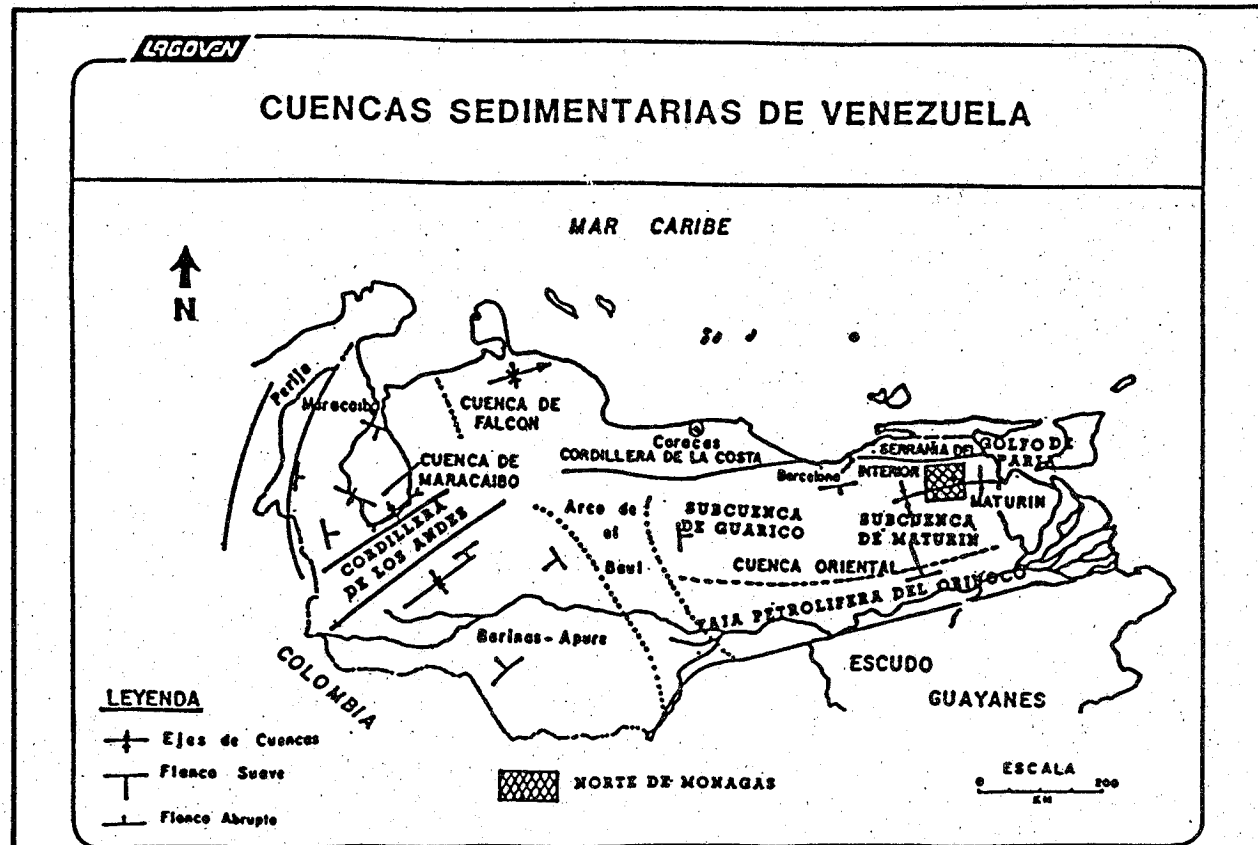 LAGOVEN
CUENCAS SEDIMENTARIAS DE VENEZUELA
MAR CARIBE
N
Perija
Maracaibo
CUENCA DE
FALCON
CUENCA DE
MARACAIBO
CORDILLERA
DE LOS ANDES
Caracas
CORDILLERA DE LA COSTA
Barcelona
SERRANIA DEL
INTERIOR
GOLFO DE
PARIA
MATURIN
Arco de
el
Baul
SUBCUENCA
DE GUARICO
SUBCUENCA
DE MATURIN
CUENCA ORIENTAL
FAJA PETROLIFERA DEL ORINOCO
Barinas-Apure
COLOMBIA
ESCUDO
GUAYANES
LEYENDA
Ejes de Cuencas
Flanco Suave
Flanco Abrupto
NORTE DE MONAGAS
ESCALA
0 200
KM